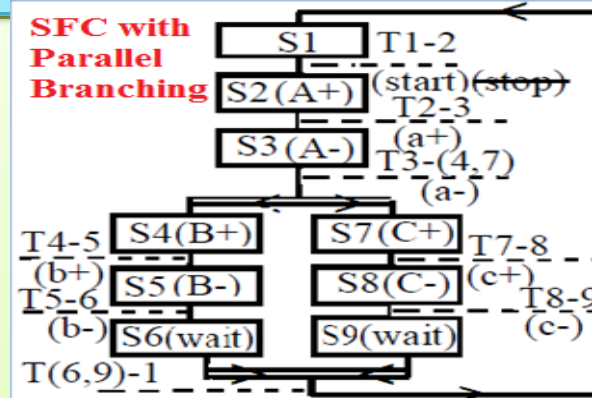 SFC with
Parallel
Branching
S1
T1-2
(start)(stop)
S2(A+)
T2-3
(a+)
S3(A-)
T3-(4,7)
(a-)
S4(B+)
S7(C+)
T4-5
(b+)
T7-8
(c+)
S5(B-)
S8(C-)
T5-6
(b-)
T8-9
(c-)
S6(wait)
S9(wait)
T(6,9)-1